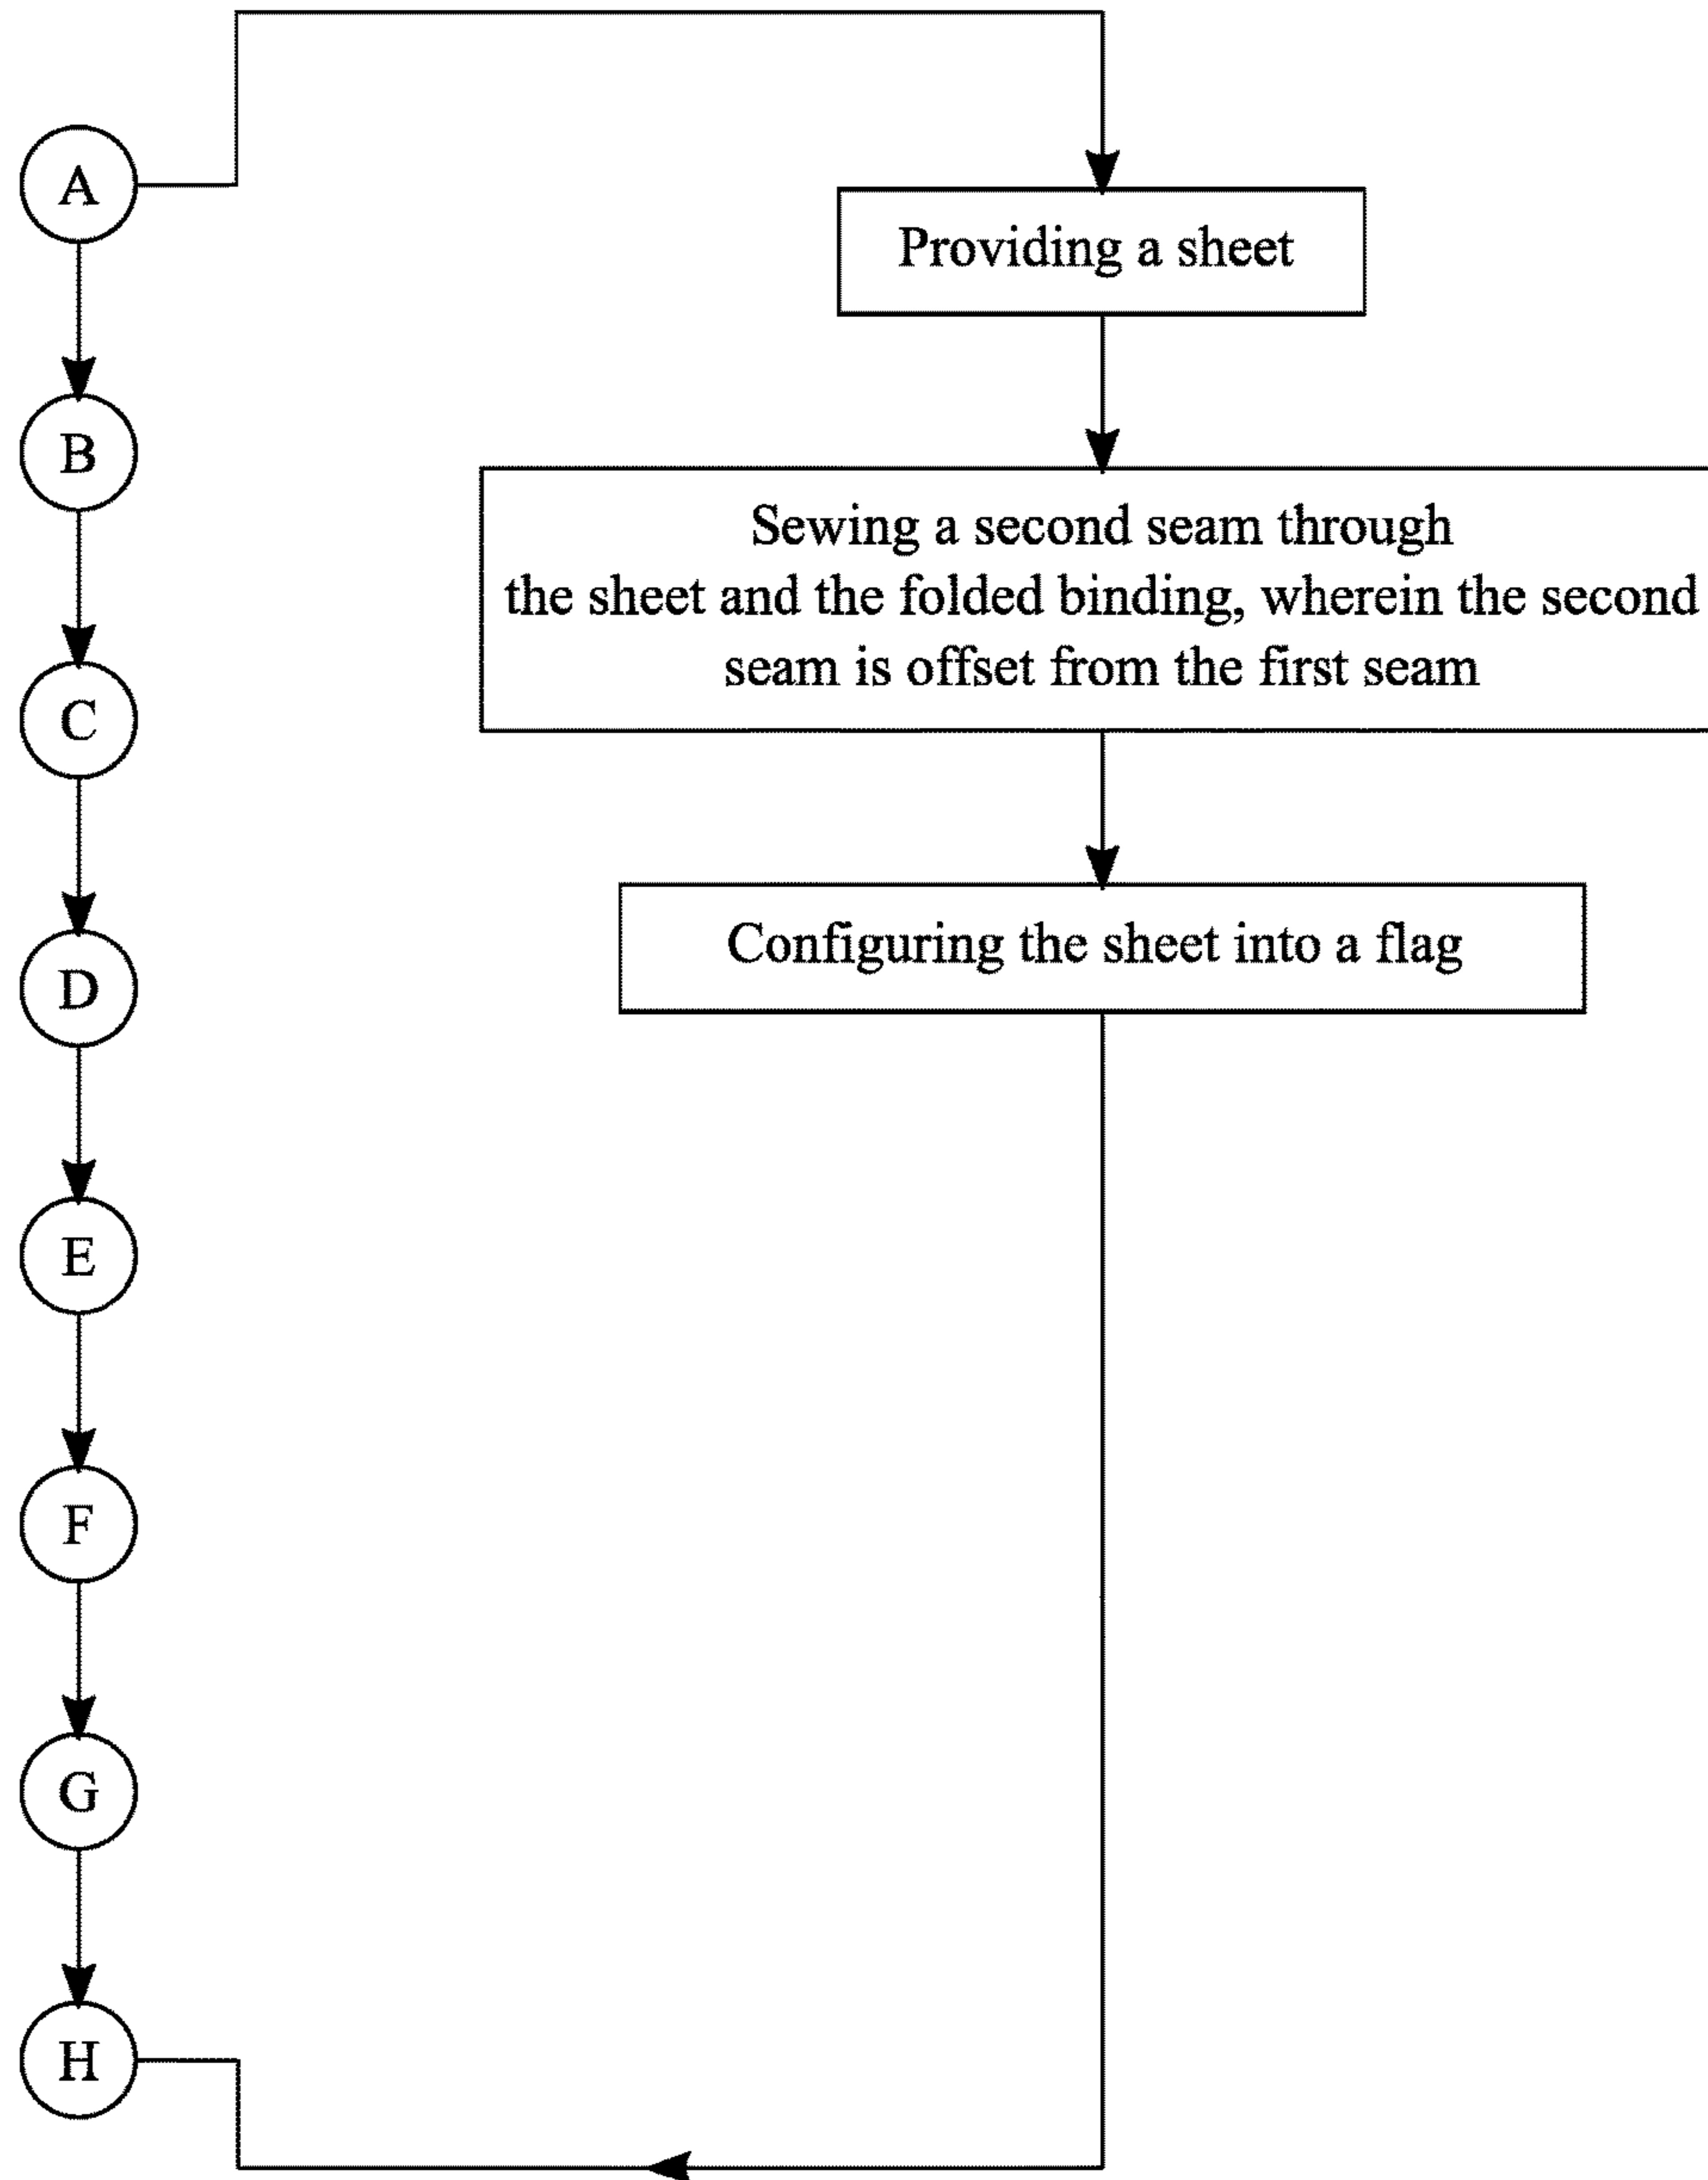 A
B
C
D
E
F
G
H
Providing a sheet
Sewing a second seam through
the sheet and the folded binding, wherein the second
seam is offset from the first seam
Configuring the sheet into a flag